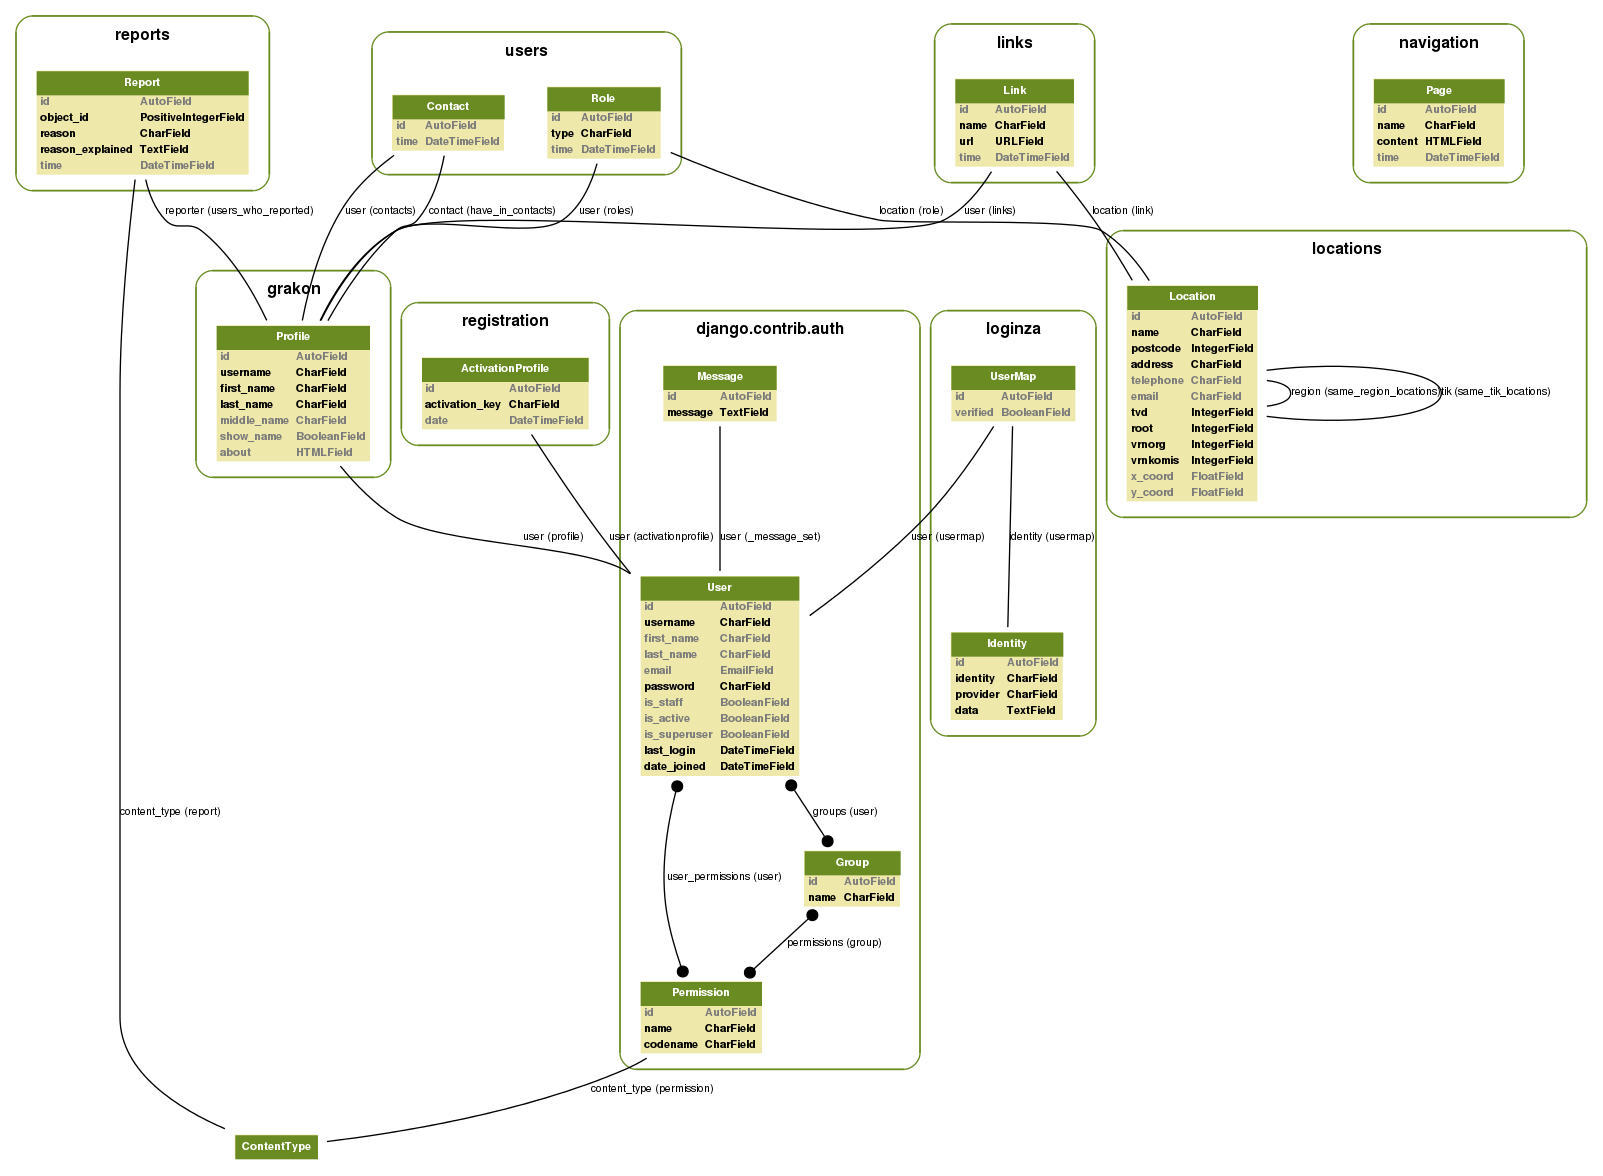 reports
Report
id AutoField
object_id PositiveIntegerField
reason CharField
reason_explained TextField
time DateTimeField
users
Contact
id AutoField
time DateTimeField
Role
id AutoField
type CharField
time DateTimeField
links
Link
id AutoField
name CharField
url URLField
time DateTimeField
navigation
Page
id AutoField
name CharField
content HTMLField
time DateTimeField
reporter (users_who_reported)
user (contacts)
contact (have_in_contacts)
user (roles)
location (role)
user (links)
location (link)
grakon
Profile
id AutoField
username CharField
first_name CharField
last_name CharField
middle_name CharField
show_name BooleanField
about HTMLField
registration
ActivationProfile
id AutoField
activation_key CharField
date DateTimeField
django.contrib.auth
Message
id AutoField
message TextField
loginza
UserMap
id AutoField
verified BooleanField
locations
Location
id AutoField
name CharField
postcode IntegerField
address CharField
telephone CharField
email CharField
tvd IntegerField
root IntegerField
vrnorg IntegerField
vrnkomis IntegerField
x_coord FloatField
y_coord FloatField
region (same_region_locations)
tik (same_tik_locations)
user (profile)
user (activationprofile)
user (_message_set)
user (usermap)
identity (usermap)
User
id AutoField
username CharField
first_name CharField
last_name CharField
email EmailField
password CharField
is_staff BooleanField
is_active BooleanField
is_superuser BooleanField
last_login DateTimeField
date_joined DateTimeField
Identity
id AutoField
identity CharField
provider CharField
data TextField
content_type (report)
groups (user)
user_permissions (user)
Group
id AutoField
name CharField
permissions (group)
Permission
id AutoField
name CharField
codename CharField
content_type (permission)
ContentType